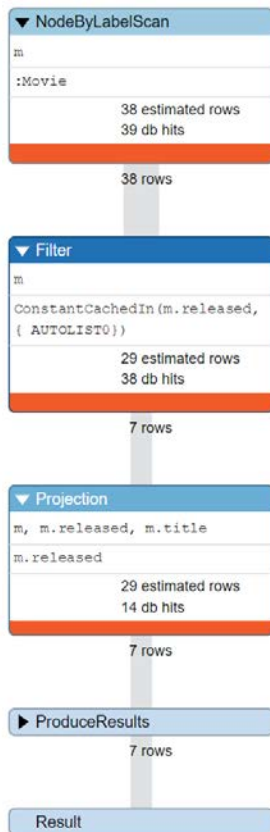 NodeByLabelScan
m
:Movie
38 estimated rows
39 db hits
38 rows
Filter
m
ConstantCachedIn(m.released,
{ AUTOLIST0})
29 estimated rows
38 db hits
7 rows
Projection
m, m.released, m.title
m.released
29 estimated rows
14 db hits
7 rows
ProduceResults
7 rows
Result